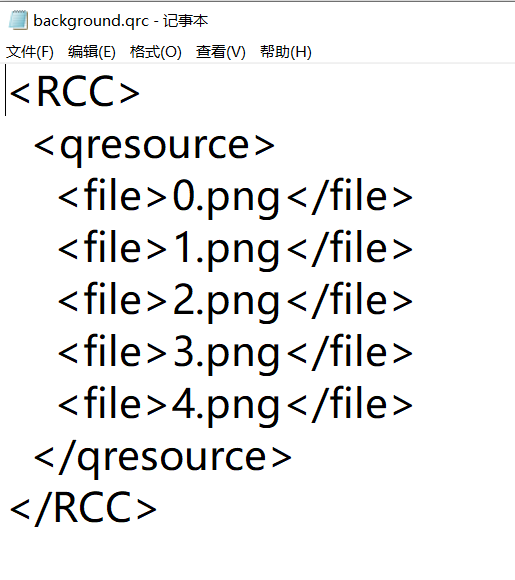 background.qrc - 记事本
文件(F) 编辑(E) 格式(O) 查看(V) 帮助(H)
<RCC>
  <qresource>
    <file>0.png</file>
    <file>1.png</file>
    <file>2.png</file>
    <file>3.png</file>
    <file>4.png</file>
  </qresource>
</RCC>